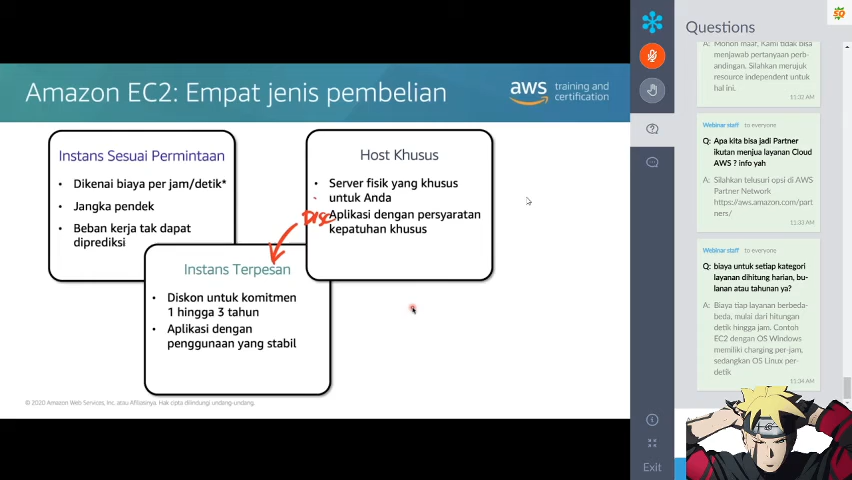 Amazon EC2: Empat jenis pembelian
aws training and
certification
Instans Sesuai Permintaan
• Dikenai biaya per jam/detik*
• Jangka pendek
• Beban kerja tak dapat
diprediksi
Host Khusus
• Server fisik yang khusus
untuk Anda
• Aplikasi dengan persyaratan
kepatuhan khusus
Instans Terpesan
• Diskon untuk komitmen
1 hingga 3 tahun
• Aplikasi dengan
penggunaan yang stabil
© 2020 Amazon Web Services, Inc. atau Afiliasinya. Hak cipta dilindungi undang-undang.
Exit
SQ
Questions
A: Mohon maaf, Kami tidak bisa
menjawab pertanyaan perb-
andingan. Silahkan merujuk
resource independent untuk
hal ini.
11:32 AM
Webinar staff to everyone
Q: Apa kita bisa jadi Partner
ikutan menjua layanan Cloud
AWS ? info yah
A: Silahkan telusuri opsi di AWS
Partner Network
https://aws.amazon.com/part
ners/
11:33 AM
Webinar staff to everyone
Q: biaya untuk setiap kategori
layanan dihitung harian, bu-
lanan atau tahunan ya?
A: Biaya tiap layanan berbeda-
beda, mulai dari hitungan
detik hingga jam. Contoh
EC2 dengan OS Windows
memiliki charging per-jam,
sedangkan OS Linux per-
detik
11:34 AM